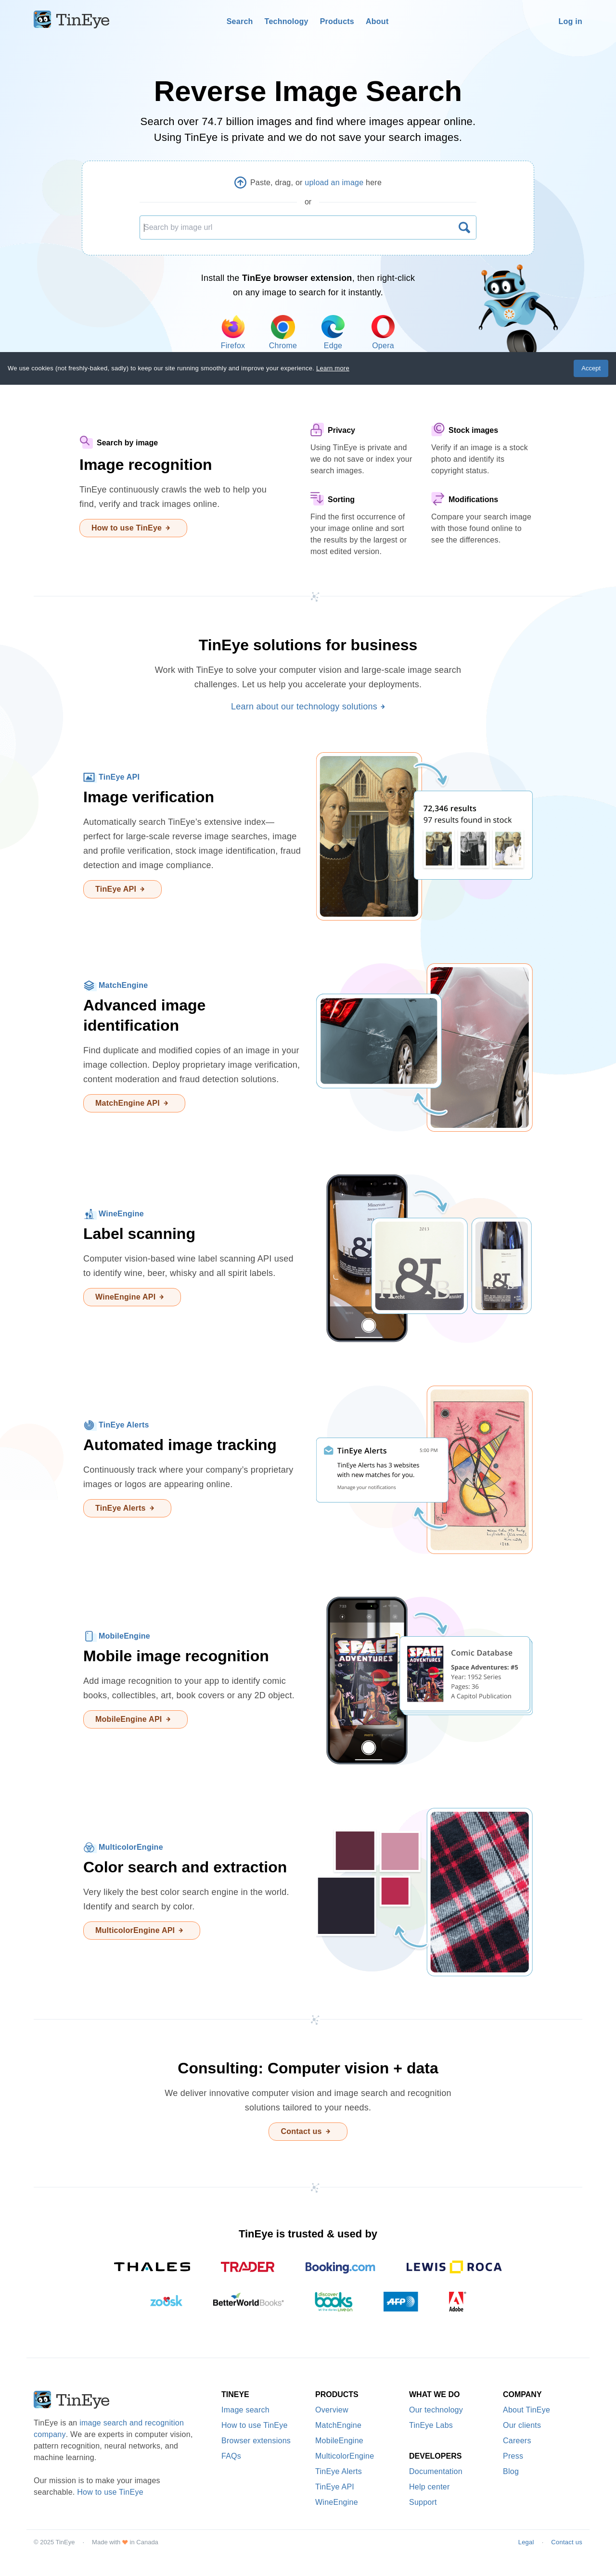 TinEye
Search
Technology
Products
About
Log in
Reverse Image Search
Search over 74.7 billion images and find where images appear online.
Using TinEye is private and we do not save your search images.
Paste, drag, or upload an image here
or
Search by image url
Install the TinEye browser extension, then right-click
on any image to search for it instantly.
Firefox
Chrome
Edge
Opera
We use cookies (not freshly-baked, sadly) to keep our site running smoothly and improve your experience. Learn more
Accept
Search by image
Image recognition
TinEye continuously crawls the web to help you
find, verify and track images online.
How to use TinEye
Privacy
Using TinEye is private and
we do not save or index your
search images.
Stock images
Verify if an image is a stock
photo and identify its
copyright status.
Sorting
Find the first occurrence of
your image online and sort
the results by the largest or
most edited version.
Modifications
Compare your search image
with those found online to
see the differences.
TinEye solutions for business
Work with TinEye to solve your computer vision and large-scale image search
challenges. Let us help you accelerate your deployments.
Learn about our technology solutions
TinEye API
Image verification
Automatically search TinEye's extensive index—
perfect for large-scale reverse image searches, image
and profile verification, stock image identification, fraud
detection and image compliance.
TinEye API
72,346 results
97 results found in stock
MatchEngine
Advanced image
identification
Find duplicate and modified copies of an image in your
image collection. Deploy proprietary image verification,
content moderation and fraud detection solutions.
MatchEngine API
WineEngine
Label scanning
Computer vision-based wine label scanning API used
to identify wine, beer, whisky and all spirit labels.
WineEngine API
TinEye Alerts
Automated image tracking
Continuously track where your company's proprietary
images or logos are appearing online.
TinEye Alerts
TinEye Alerts
5:00 PM
TinEye Alerts has 3 websites
with new matches for you.
Manage your notifications
MobileEngine
Mobile image recognition
Add image recognition to your app to identify comic
books, collectibles, art, book covers or any 2D object.
MobileEngine API
SPACE
ADVENTURES
SPACE
ADVENTURES
Comic Database
Space Adventures: #5
Year: 1952 Series
Pages: 36
A Capitol Publication
MulticolorEngine
Color search and extraction
Very likely the best color search engine in the world.
Identify and search by color.
MulticolorEngine API
Consulting: Computer vision + data
We deliver innovative computer vision and image search and recognition
solutions tailored to your needs.
Contact us
TinEye is trusted & used by
THALES
TRADER
Booking.com
LEWIS ROCA
zoosk
BetterWorldBooks
discover
books
AFP
Adobe
TinEye
TinEye is an image search and recognition
company. We are experts in computer vision,
pattern recognition, neural networks, and
machine learning.
Our mission is to make your images
searchable. How to use TinEye
TINEYE
Image search
How to use TinEye
Browser extensions
FAQs
PRODUCTS
Overview
MatchEngine
MobileEngine
MulticolorEngine
TinEye Alerts
TinEye API
WineEngine
WHAT WE DO
Our technology
TinEye Labs
DEVELOPERS
Documentation
Help center
Support
COMPANY
About TinEye
Our clients
Careers
Press
Blog
© 2025 TinEye
Made with 🧡 in Canada
Legal
Contact us